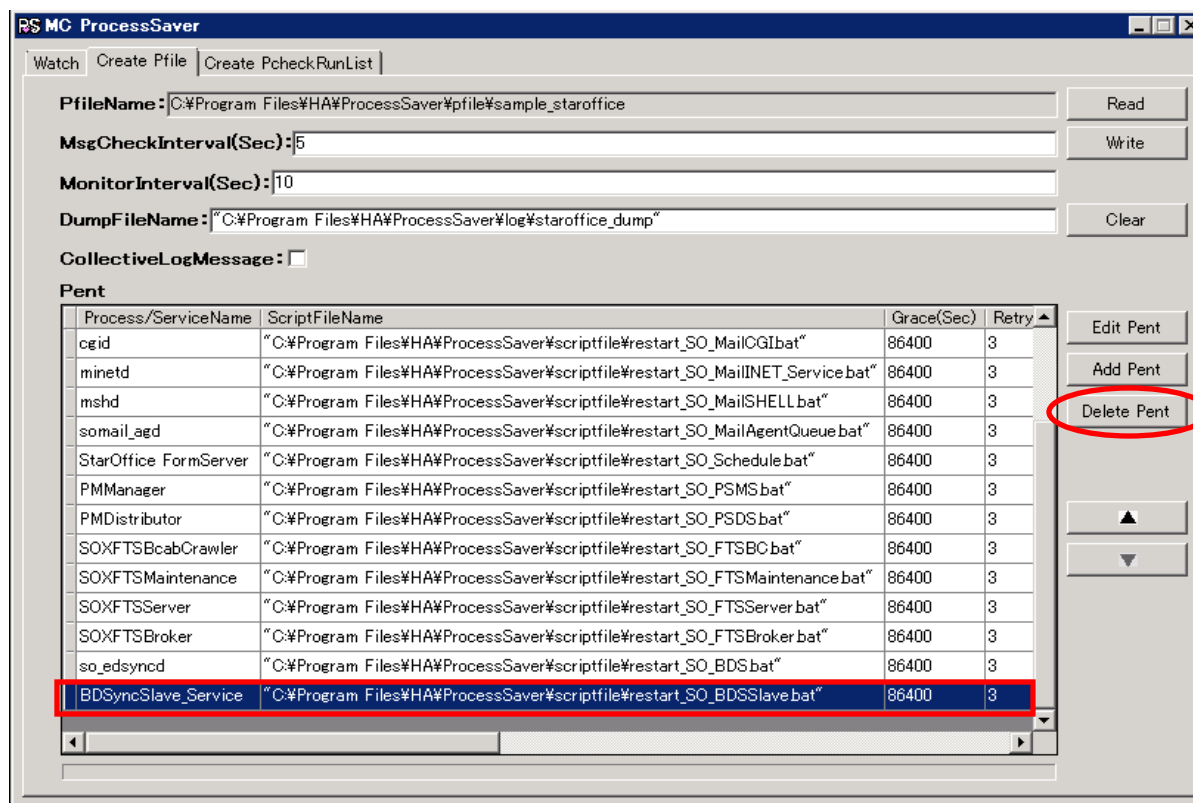 PS MC ProcessSaver
Watch Create Pfile Create PcheckRunList
PfileName: C:¥Program Files¥HA¥ProcessSaver¥pfile¥sample_staroffice Read
MsgCheckInterval(Sec): 5 Write
MonitorInterval(Sec): 10
DumpFileName: "C:¥Program Files¥HA¥ProcessSaver¥log¥staroffice_dump" Clear
CollectiveLogMessage:
Pent
Process/ServiceName ScriptFileName Grace(Sec) Retry
Edit Pent
cgid "C:¥Program Files¥HA¥ProcessSaver¥scriptfile¥restart_SO_MailCGI.bat" 86400 3
minetd "C:¥Program Files¥HA¥ProcessSaver¥scriptfile¥restart_SO_MailINET_Service.bat" 86400 3 Add Pent
mshd "C:¥Program Files¥HA¥ProcessSaver¥scriptfile¥restart_SO_MailSHELL.bat" 86400 3
Delete Pent
somail_agd "C:¥Program Files¥HA¥ProcessSaver¥scriptfile¥restart_SO_MailAgentQueue.bat" 86400 3
StarOffice FormServer "C:¥Program Files¥HA¥ProcessSaver¥scriptfile¥restart_SO_Schedule.bat" 86400 3
PMManager "C:¥Program Files¥HA¥ProcessSaver¥scriptfile¥restart_SO_PSMS.bat" 86400 3
PMDistributor "C:¥Program Files¥HA¥ProcessSaver¥scriptfile¥restart_SO_PSDS.bat" 86400 3
SOXFTSBcabCrawler "C:¥Program Files¥HA¥ProcessSaver¥scriptfile¥restart_SO_FTSBC.bat" 86400 3
SOXFTSMaintenance "C:¥Program Files¥HA¥ProcessSaver¥scriptfile¥restart_SO_FTSMaintenance.bat" 86400 3
SOXFTSServer "C:¥Program Files¥HA¥ProcessSaver¥scriptfile¥restart_SO_FTSServer.bat" 86400 3
SOXFTSBroker "C:¥Program Files¥HA¥ProcessSaver¥scriptfile¥restart_SO_FTSBroker.bat" 86400 3
so_edsyncd "C:¥Program Files¥HA¥ProcessSaver¥scriptfile¥restart_SO_BDS.bat" 86400 3
BDSyncSlave_Service "C:¥Program Files¥HA¥ProcessSaver¥scriptfile¥restart_SO_BDSSlave.bat" 86400 3